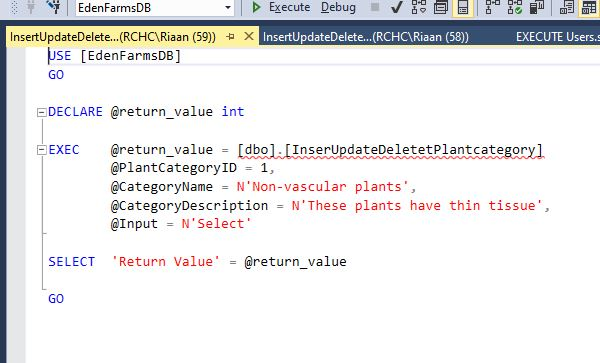 EdenFarmsDB Execute Debug
InsertUpdateDelete...(RCHC\Riaan (59)) InsertUpdateDelete...(RCHC\Riaan (58)) EXECUTE Users.s
USE [EdenFarmsDB]
GO
DECLARE @return_value int
EXEC @return_value = [dbo].[InserUpdateDeletetPlantcategory]
@PlantCategoryID = 1,
@CategoryName = N'Non-vascular plants',
@CategoryDescription = N'These plants have thin tissue',
@Input = N'Select'
SELECT 'Return Value' = @return_value
GO